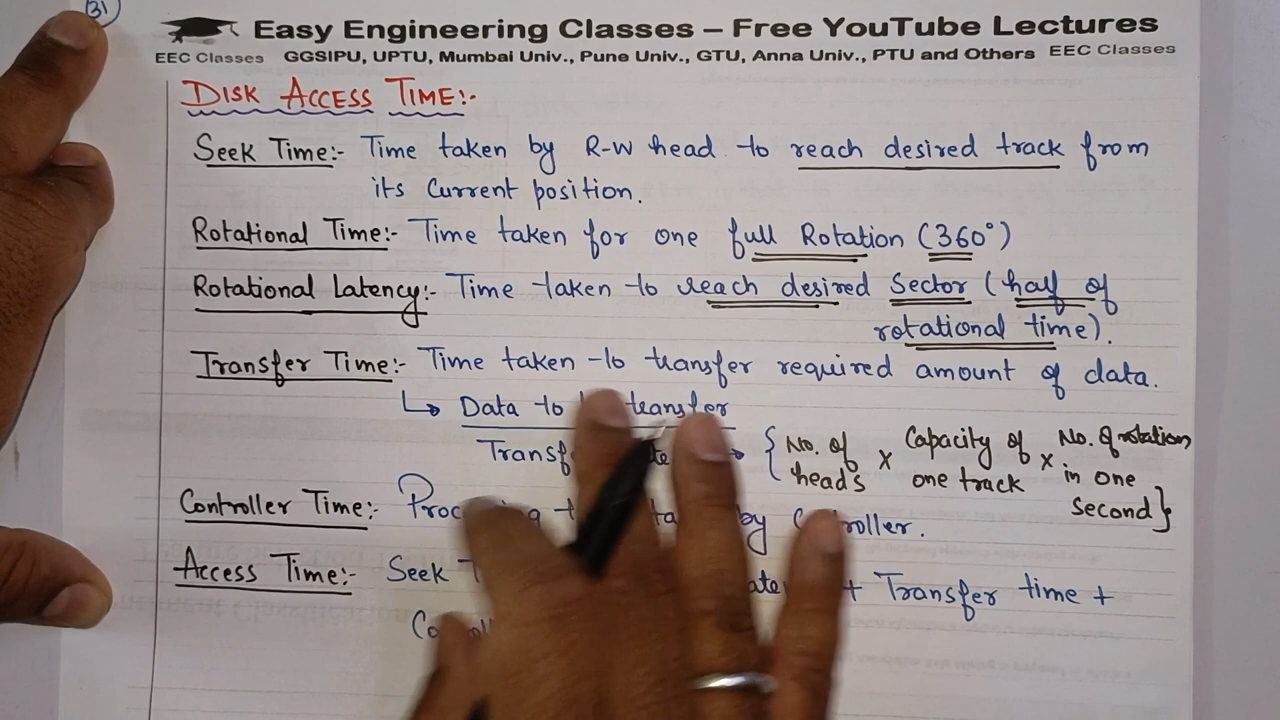 31
Easy Engineering Classes – Free YouTube Lectures
EEC Classes GGSIPU, UPTU, Mumbai Univ., Pune Univ., GTU, Anna Univ., PTU and Others EEC Classes
DISK ACCESS TIME:-
Seek Time:- Time taken by R-W head to reach desired track from
its current position.
Rotational Time:- Time taken for one full Rotation (360°)
Rotational Latency:- Time taken to reach desired Sector (half of
rotational time).
Transfer Time:- Time taken to transfer required amount of data.
↳ Data to transfer
{ No. of heads × Capacity of one track × No. of rotation in one second }
Controller Time:- by Controller.
Access Time:- Seek + Transfer time +